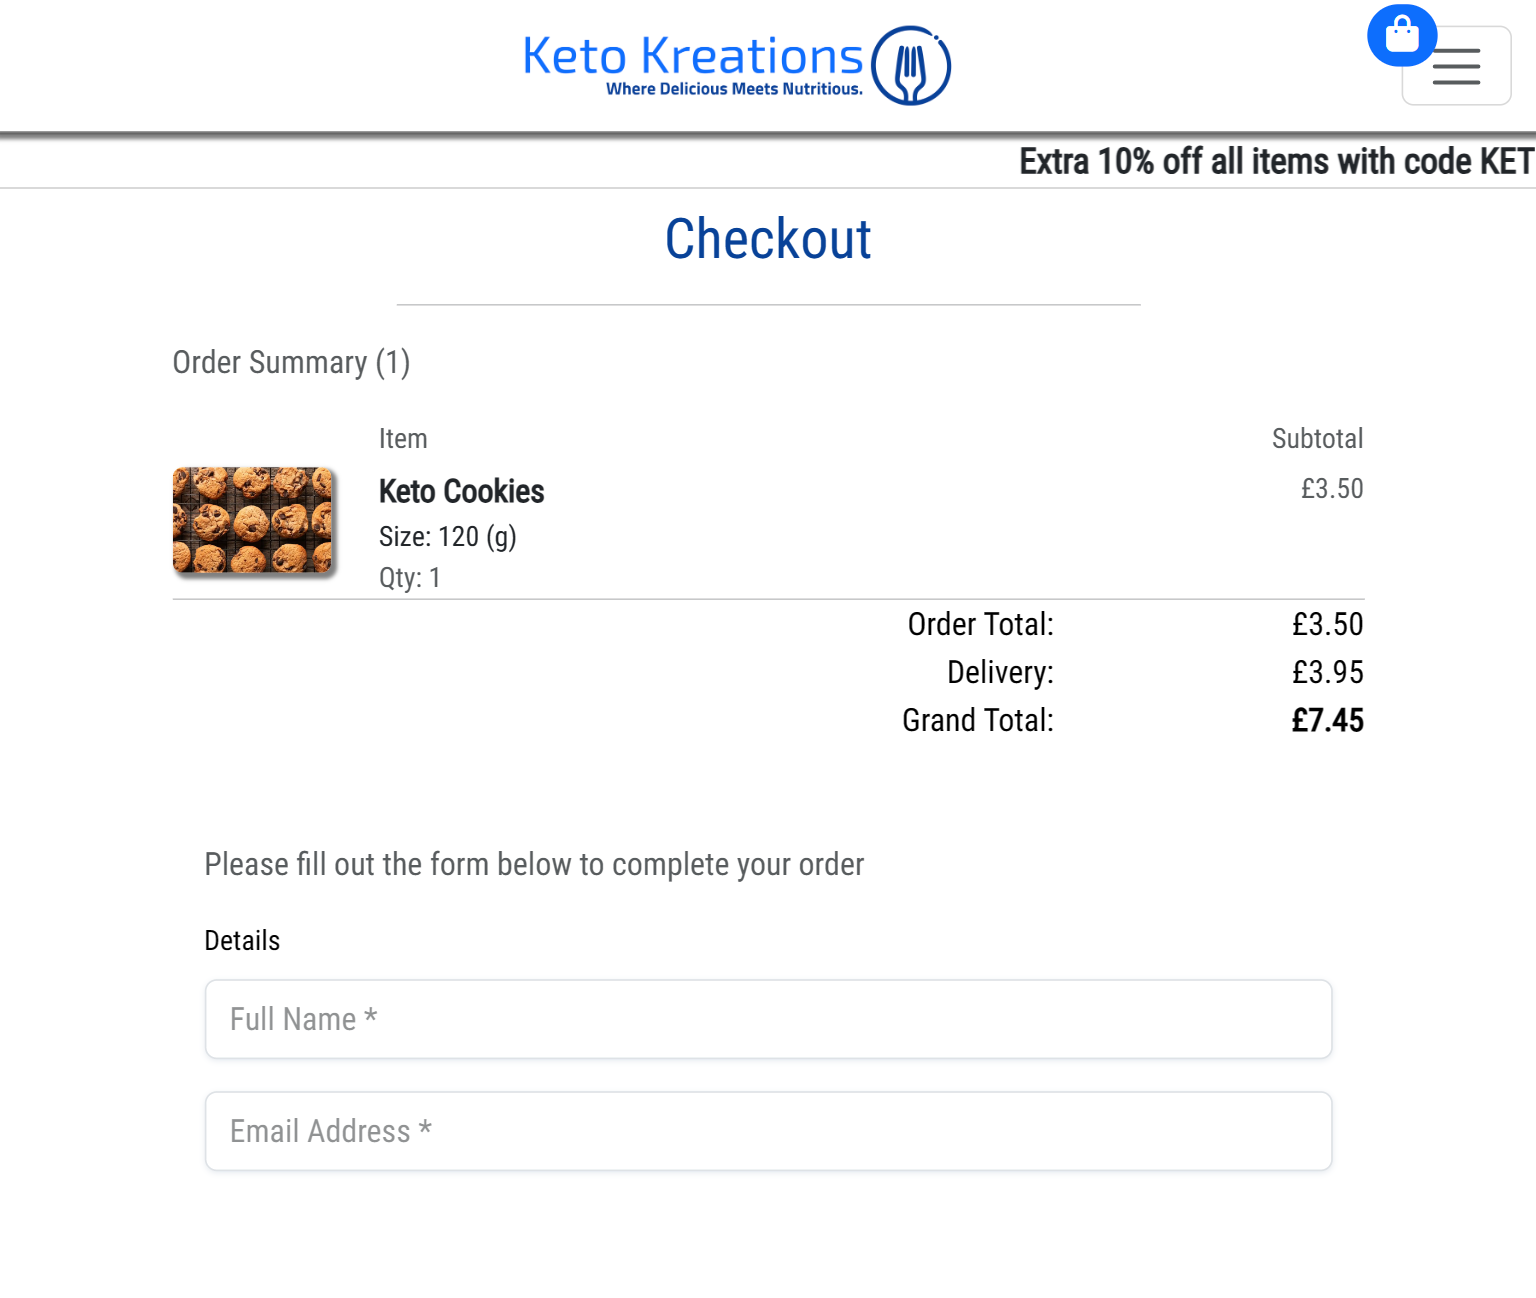 Keto Kreations
Where Delicious Meets Nutritious.
Extra 10% off all items with code KET
Checkout
Order Summary (1)
Item Subtotal
Keto Cookies £3.50
Size: 120 (g)
Qty: 1
Order Total: £3.50
Delivery: £3.95
Grand Total: £7.45
Please fill out the form below to complete your order
Details
Full Name *
Email Address *